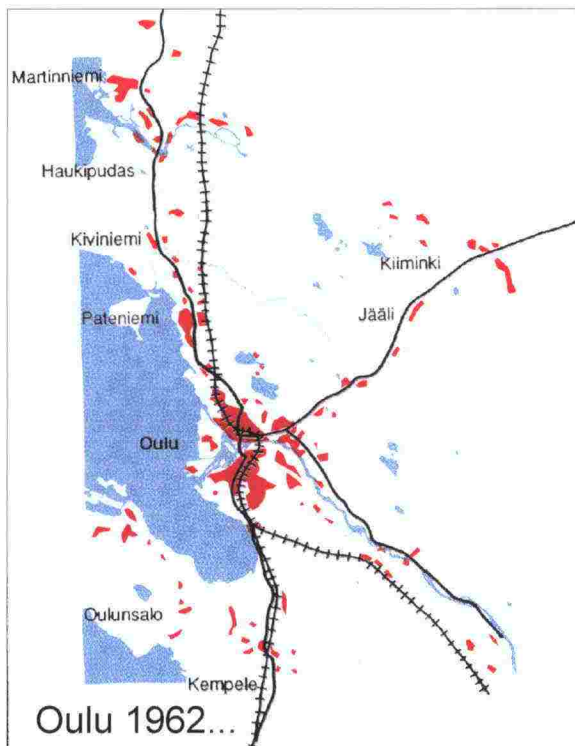 Martinniemi
Haukipudas
Kiviniemi
Kiiminki
Jääli
Pateniemi
Oulu
Oulunsalo
Kempele
Oulu 1962...